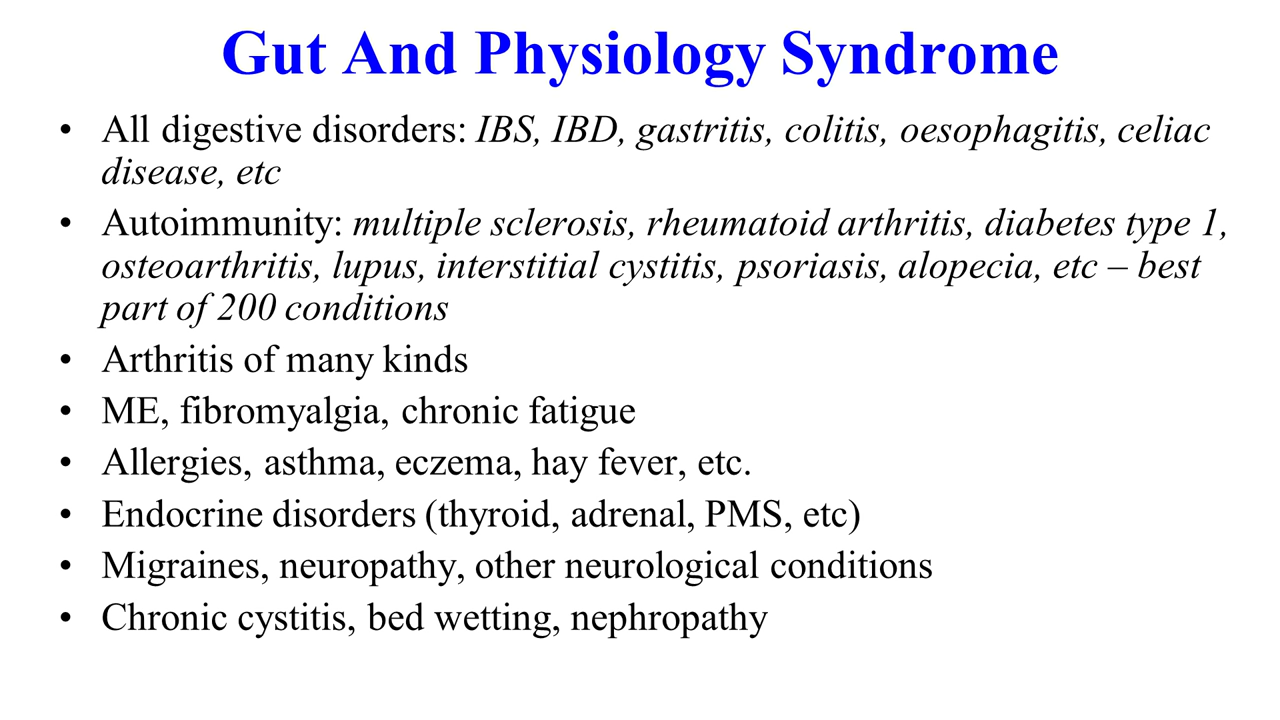 Gut And Physiology Syndrome
• All digestive disorders: IBS, IBD, gastritis, colitis, oesophagitis, celiac
disease, etc
• Autoimmunity: multiple sclerosis, rheumatoid arthritis, diabetes type 1,
osteoarthritis, lupus, interstitial cystitis, psoriasis, alopecia, etc – best
part of 200 conditions
• Arthritis of many kinds
• ME, fibromyalgia, chronic fatigue
• Allergies, asthma, eczema, hay fever, etc.
• Endocrine disorders (thyroid, adrenal, PMS, etc)
• Migraines, neuropathy, other neurological conditions
• Chronic cystitis, bed wetting, nephropathy